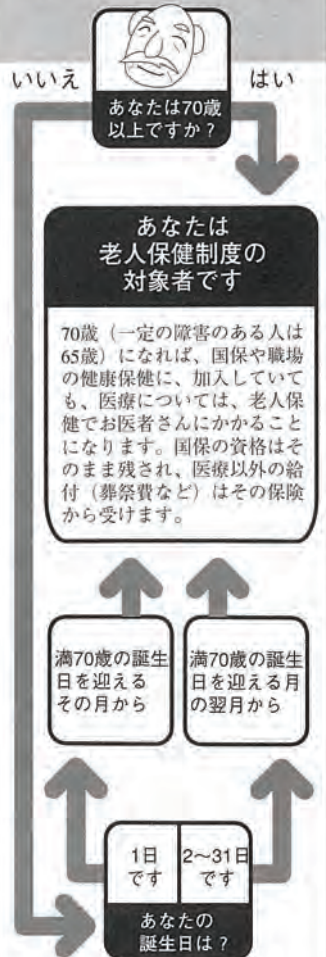 いいえ
はい
あなたは70歳
以上ですか？
あなたは
老人保健制度の
対象者です
70歳（一定の障害のある人は
65歳）になれば、国保や職場
の健康保健に、加入していて
も、医療については、老人保
健でお医者さんにかかること
になります。国保の資格はそ
のまま残され、医療以外の給
付（葬祭費など）はその保険
から受けます。
満70歳の誕生
日を迎える
その月から
満70歳の誕生
日を迎える月
の翌月から
1日
です
2〜31日
です
あなたの
誕生日は？